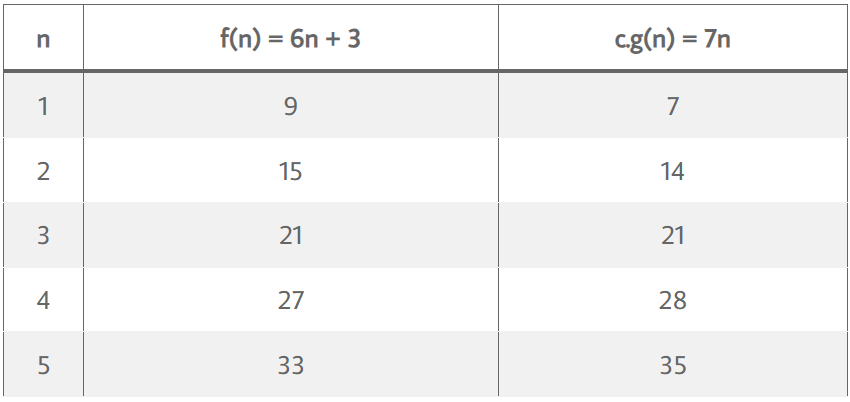 n f(n) = 6n + 3 c.g(n) = 7n
1 9 7
2 15 14
3 21 21
4 27 28
5 33 35